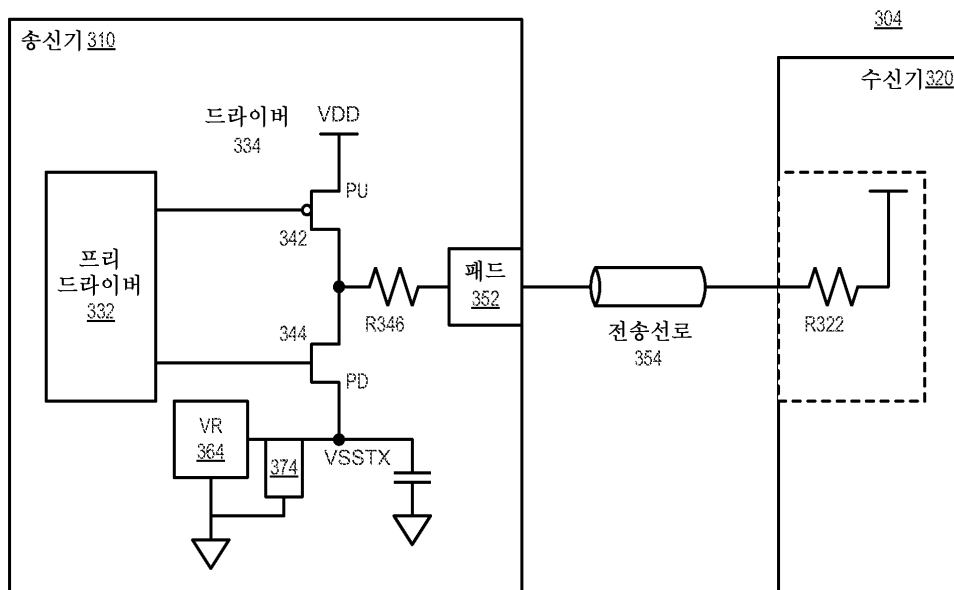 304
송신기 310
수신기 320
드라이버
334
VDD
PU
342
프리
드라이버
332
패드
352
R346
344
PD
전송선로
354
R322
VR
364
374
VSSTX